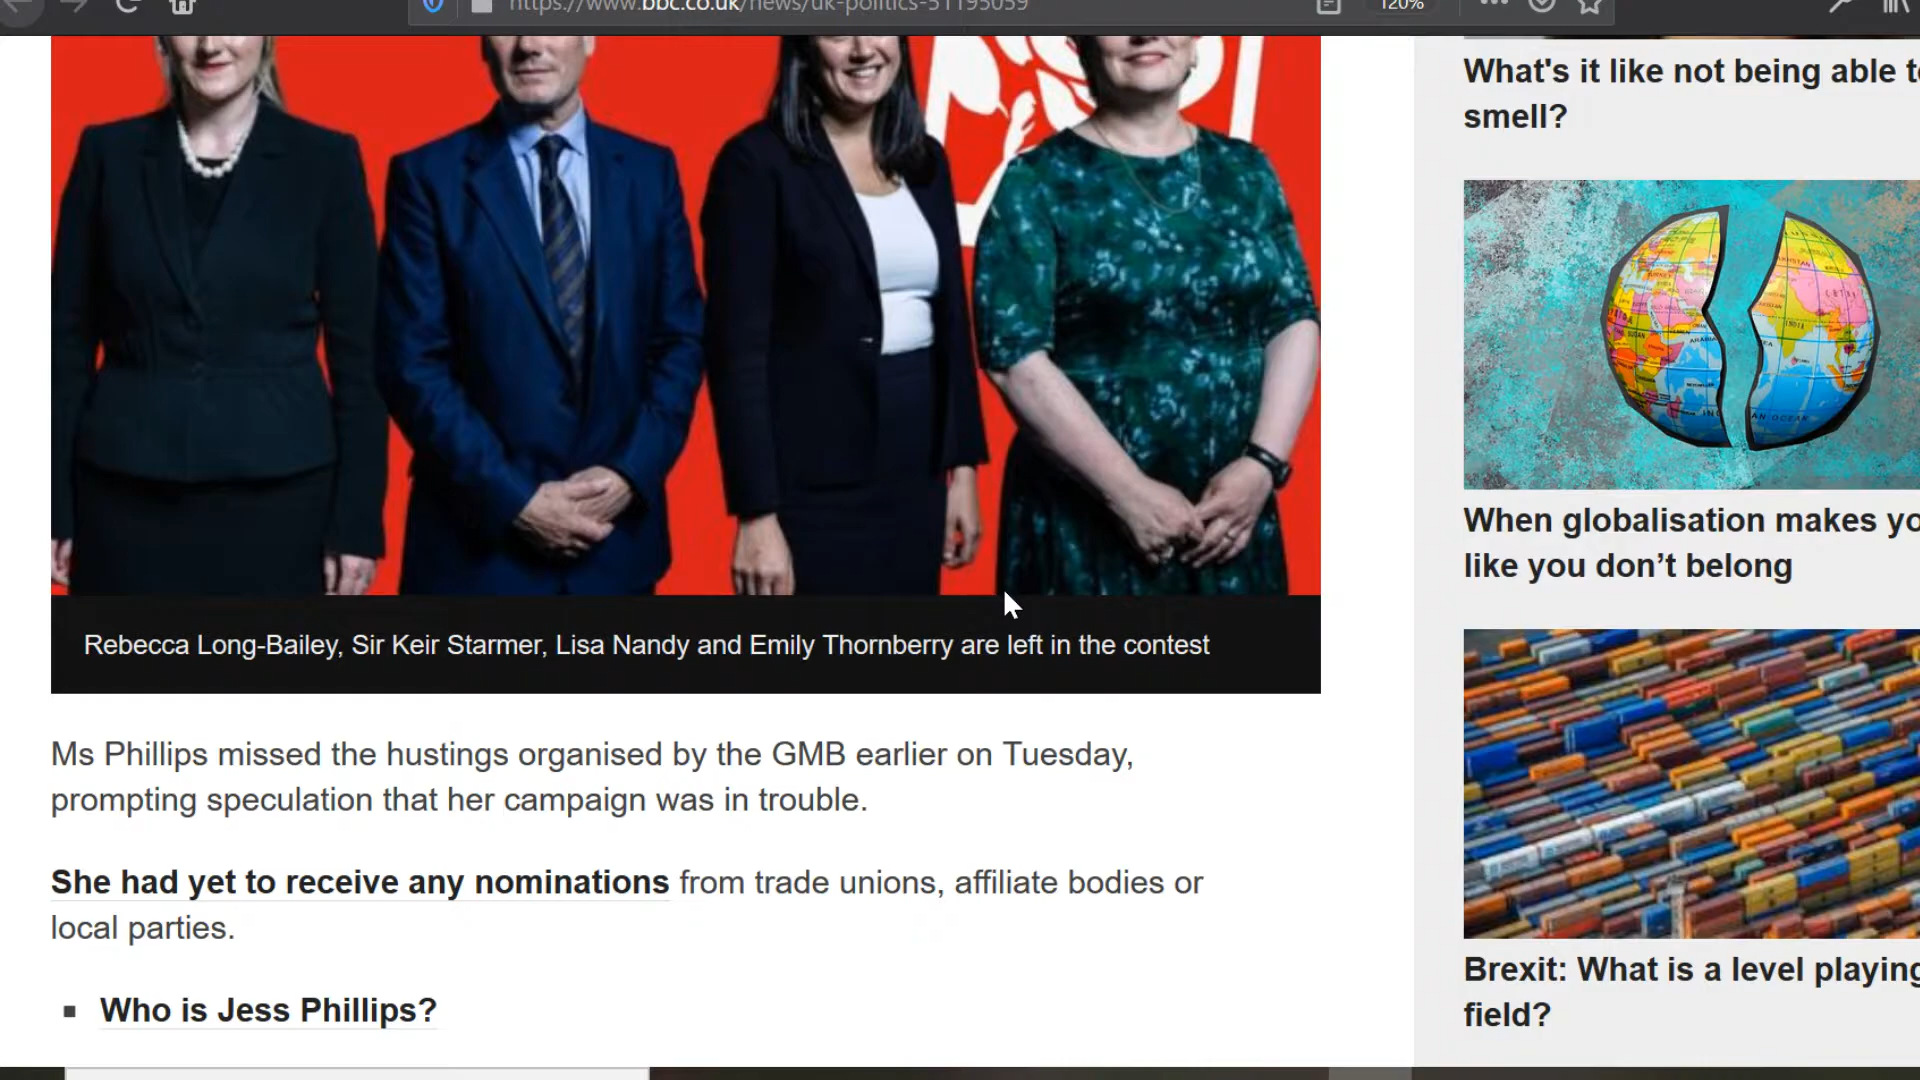 https://www.bbc.co.uk/news/uk-politics-51195059
120%
What's it like not being able t
smell?
When globalisation makes yo
like you don’t belong
Rebecca Long-Bailey, Sir Keir Starmer, Lisa Nandy and Emily Thornberry are left in the contest
Ms Phillips missed the hustings organised by the GMB earlier on Tuesday,
prompting speculation that her campaign was in trouble.
She had yet to receive any nominations from trade unions, affiliate bodies or
local parties.
Brexit: What is a level playing
field?
▪ Who is Jess Phillips?